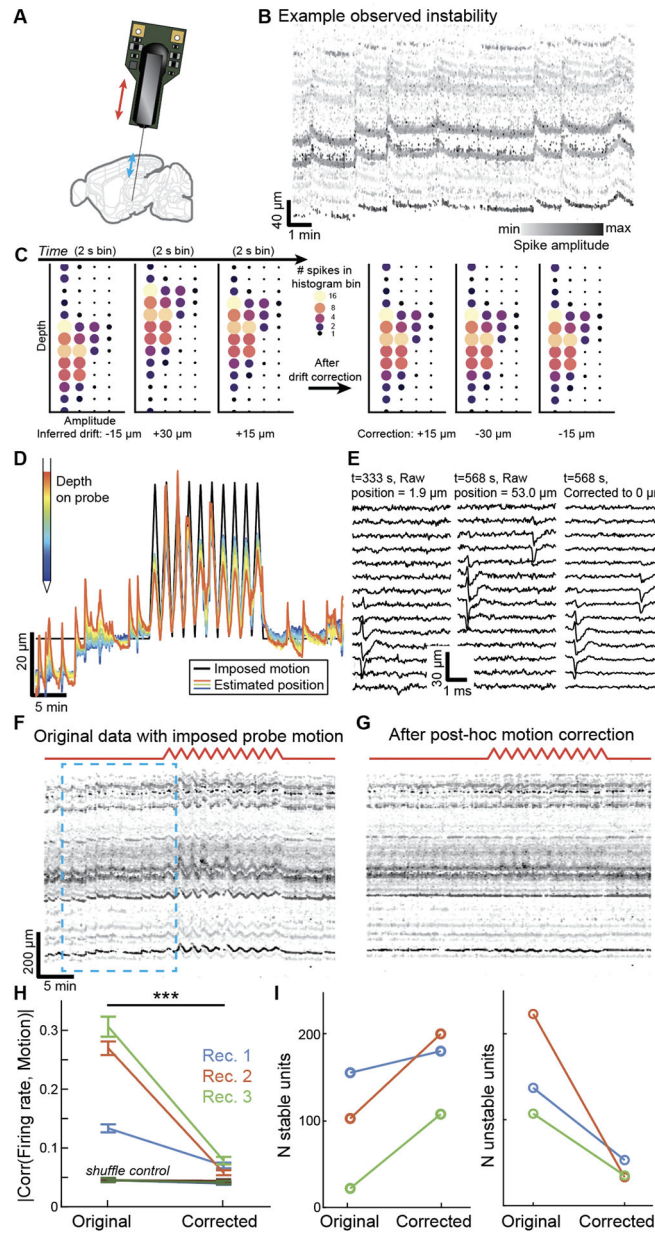 A
B Example observed instability
40 µm
1 min
min max
Spike amplitude
C
Time (2 s bin) (2 s bin) (2 s bin)
# spikes in
histogram bin
16
8
4
2
1
Depth
After
drift correction
Amplitude
Inferred drift: -15 µm +30 µm +15 µm Correction: +15 µm -30 µm -15 µm
D
Depth
on probe
20 µm
5 min
Imposed motion
Estimated position
E
t=333 s, Raw
position = 1.9 µm
t=568 s, Raw
position = 53.0 µm
t=568 s,
Corrected to 0 µm
30 µm
1 ms
F Original data with imposed probe motion
200 µm
5 min
G After post-hoc motion correction
H
***
|Corr(Firing rate, Motion)|
0.3
0.2
0.1
0
Rec. 1
Rec. 2
Rec. 3
shuffle control
Original Corrected
I
N stable units
200
100
0
Original Corrected
N unstable units
Original Corrected